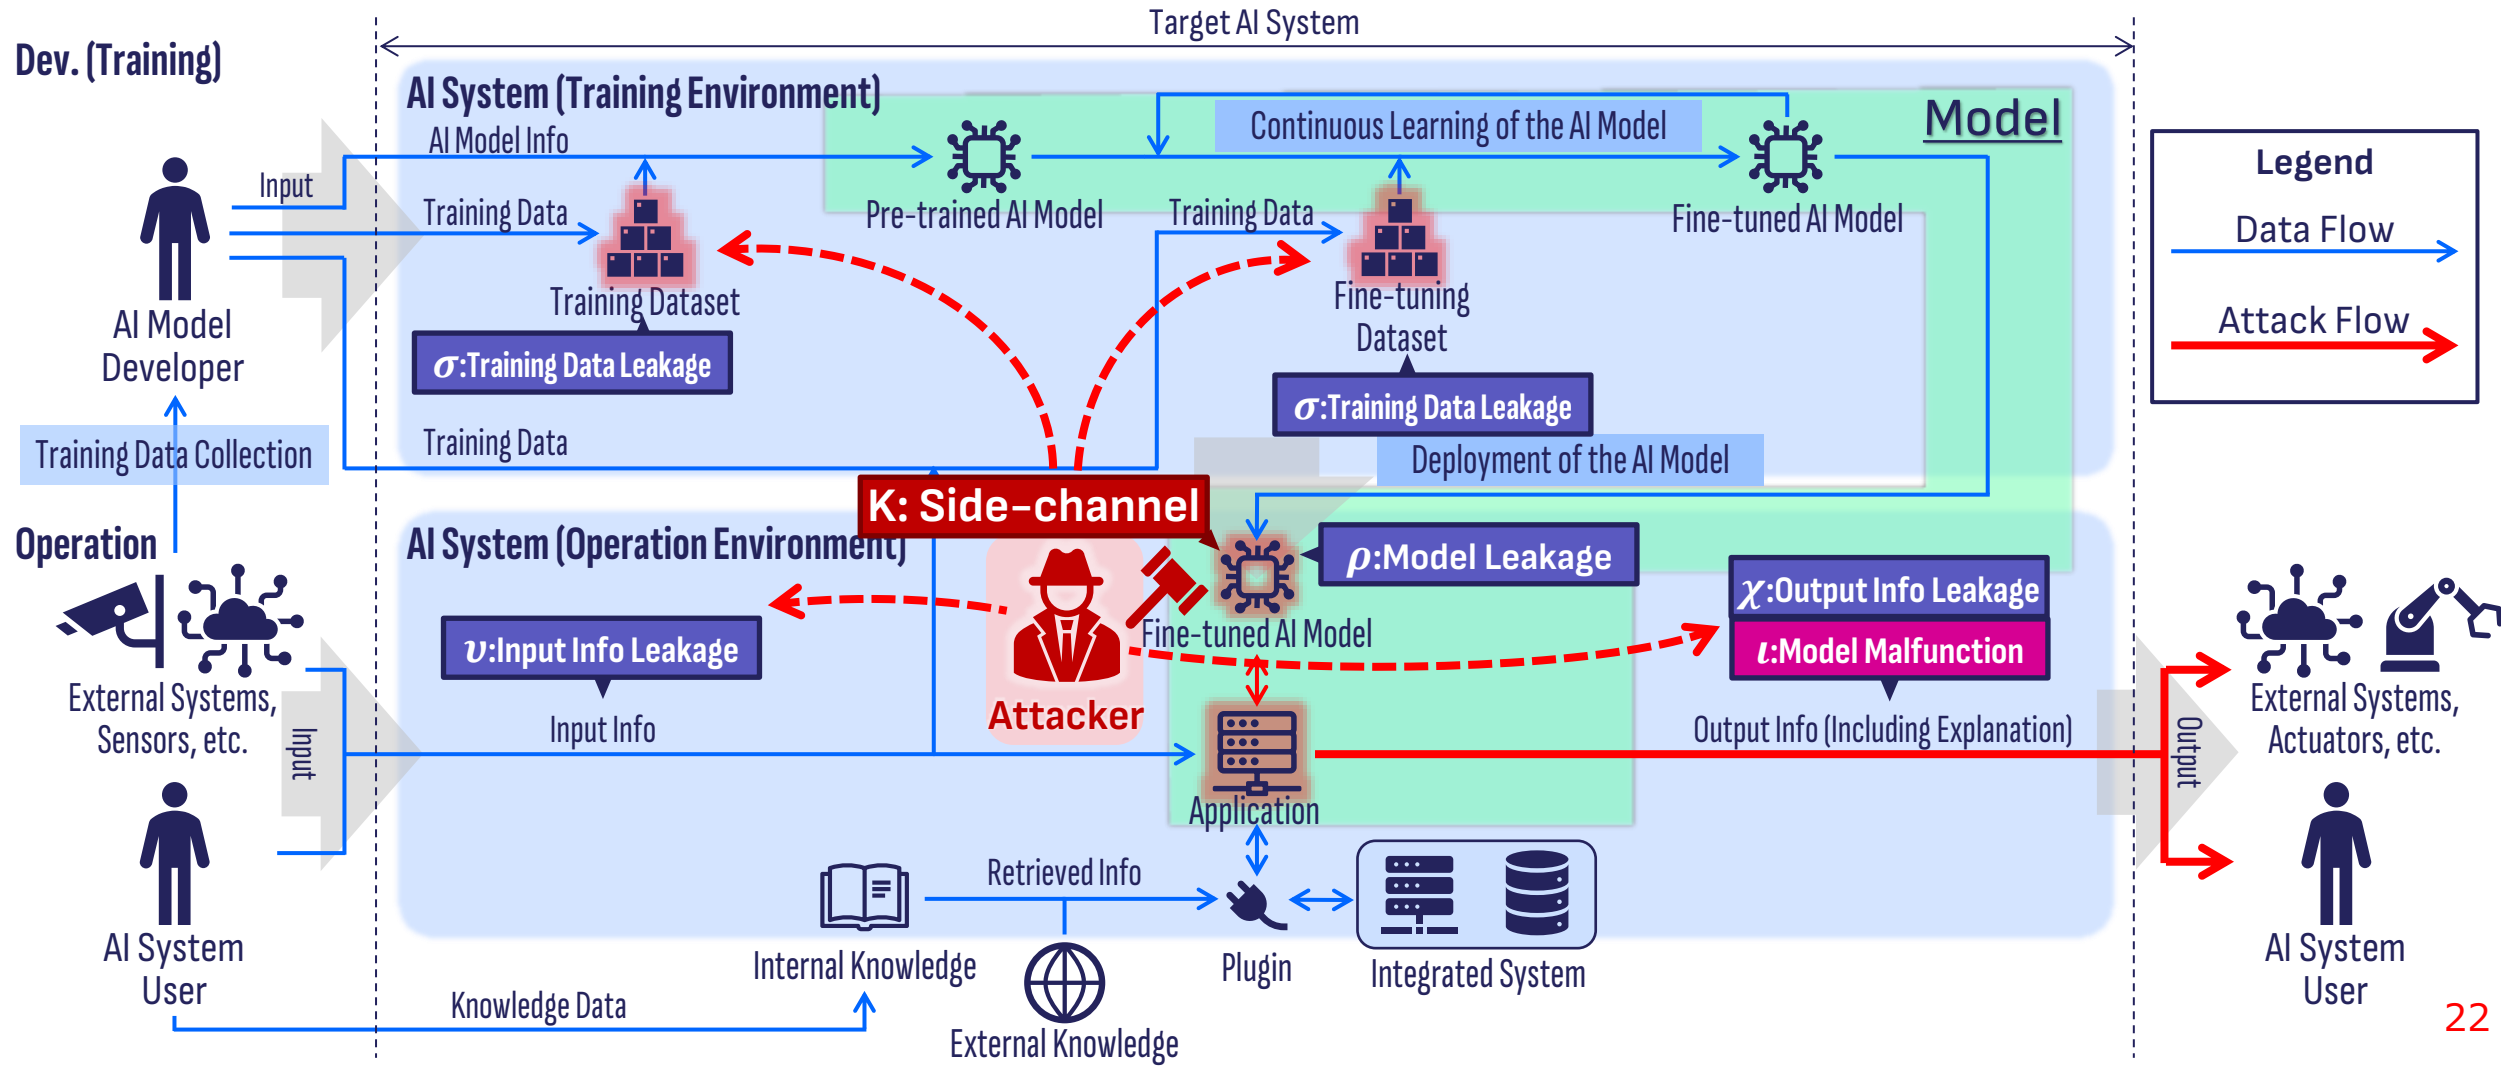 Target AI System
Dev. (Training)
AI System (Training Environment)
Model
AI Model Info
Continuous Learning of the AI Model
Input
Training Data
Pre-trained AI Model
Training Data
Fine-tuned AI Model
Training Dataset
Fine-tuning
Dataset
AI Model
Developer
σ:Training Data Leakage
σ:Training Data Leakage
Training Data Collection
Training Data
Deployment of the AI Model
Legend
Data Flow
Attack Flow
K: Side-channel
Operation
AI System (Operation Environment)
ρ:Model Leakage
χ:Output Info Leakage
ι:Model Malfunction
υ:Input Info Leakage
Fine-tuned AI Model
Attacker
External Systems,
Sensors, etc.
Input
Input Info
Output Info (Including Explanation)
Output
External Systems,
Actuators, etc.
Application
Retrieved Info
AI System
User
Internal Knowledge
Plugin
Integrated System
AI System
User
Knowledge Data
External Knowledge
22